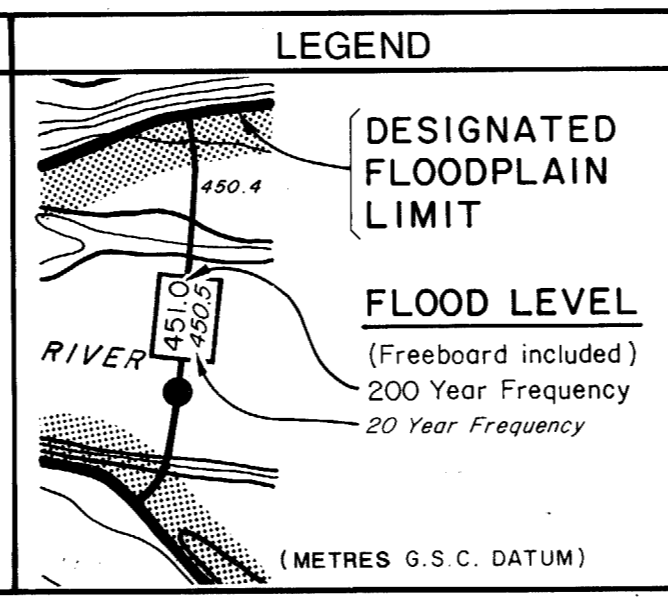 LEGEND
DESIGNATED
FLOODPLAIN
LIMIT
450.4
451.0
450.5
RIVER
FLOOD LEVEL
(Freeboard included)
200 Year Frequency
20 Year Frequency
(METRES G.S.C. DATUM)